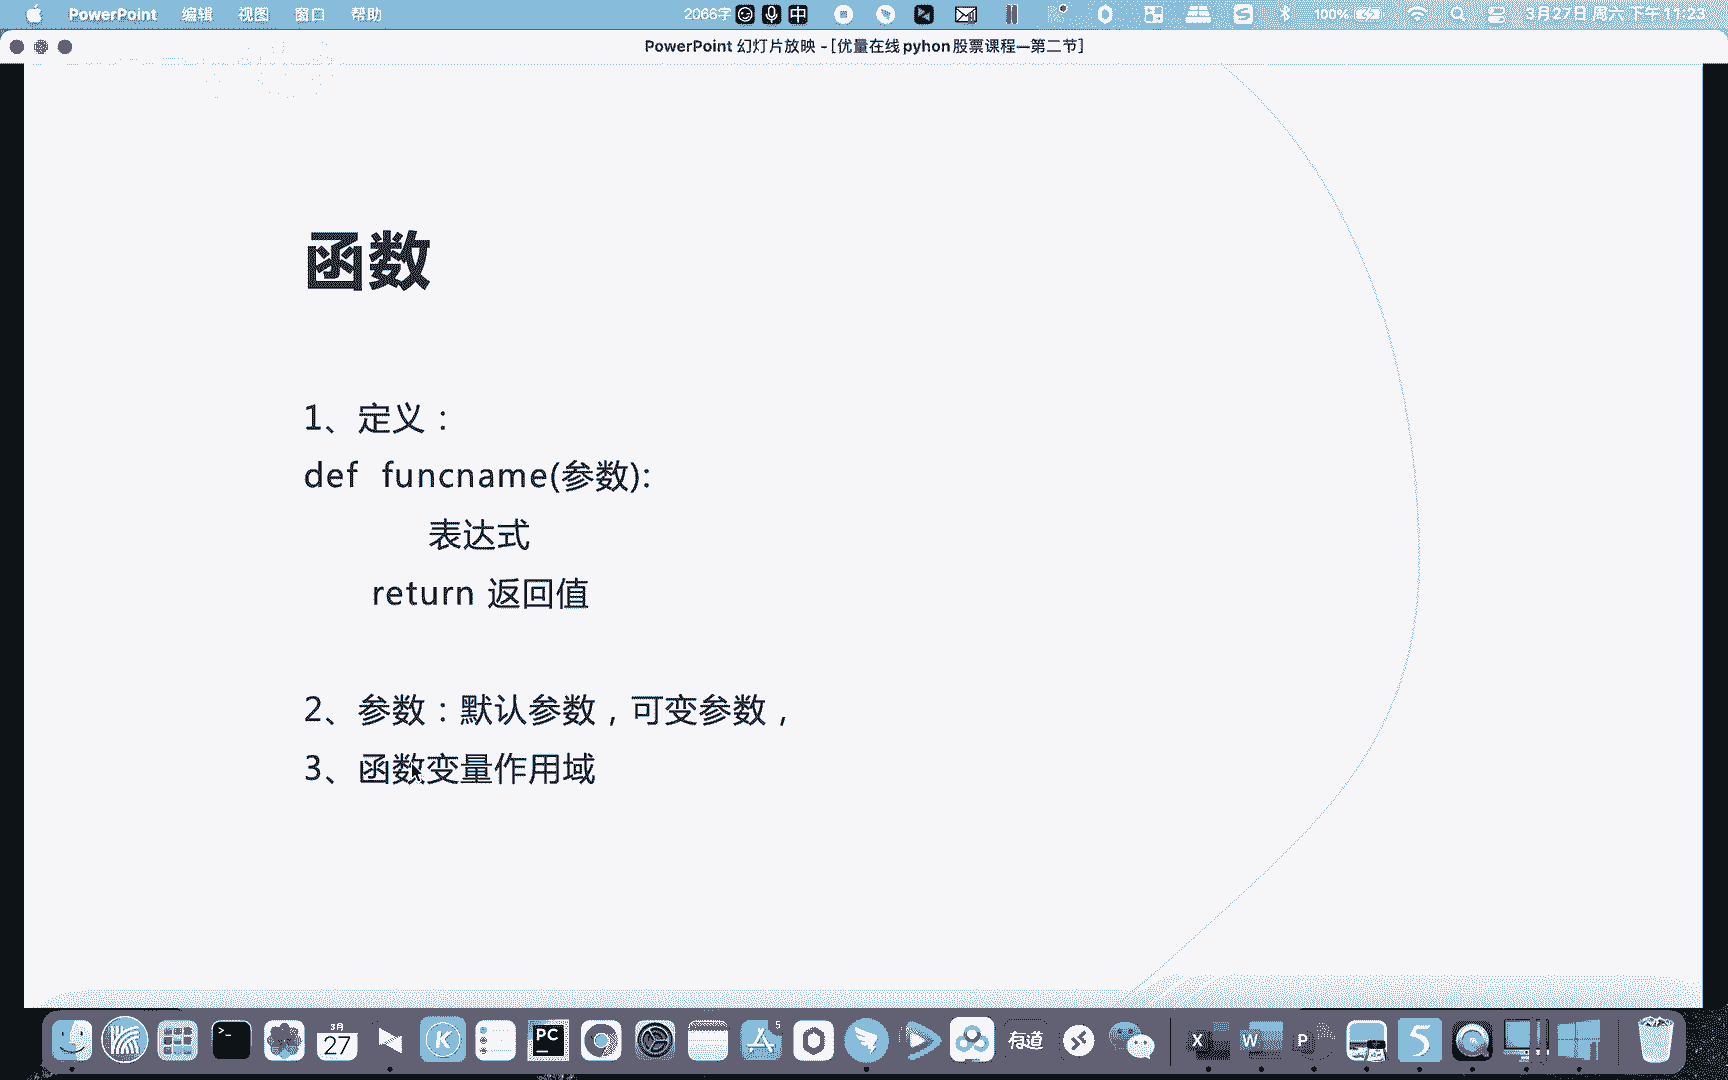 PowerPoint 编辑 视图 窗口 帮助 2066字 中 100% 3月27日 周六 下午11:23
PowerPoint 幻灯片放映 - [优量在线pyhon股票课程—第二节]
函数
1、定义：
def funcname(参数):
表达式
return 返回值
2、参数：默认参数，可变参数，
3、函数变量作用域
3月
27
PC
5
有道
X
W
P
5